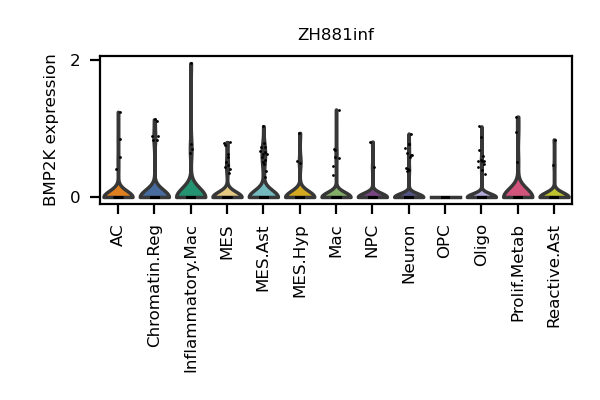 ZH881inf
BMP2K expression
2
0
AC
Chromatin.Reg
Inflammatory.Mac
MES
MES.Ast
MES.Hyp
Mac
NPC
Neuron
OPC
Oligo
Prolif.Metab
Reactive.Ast